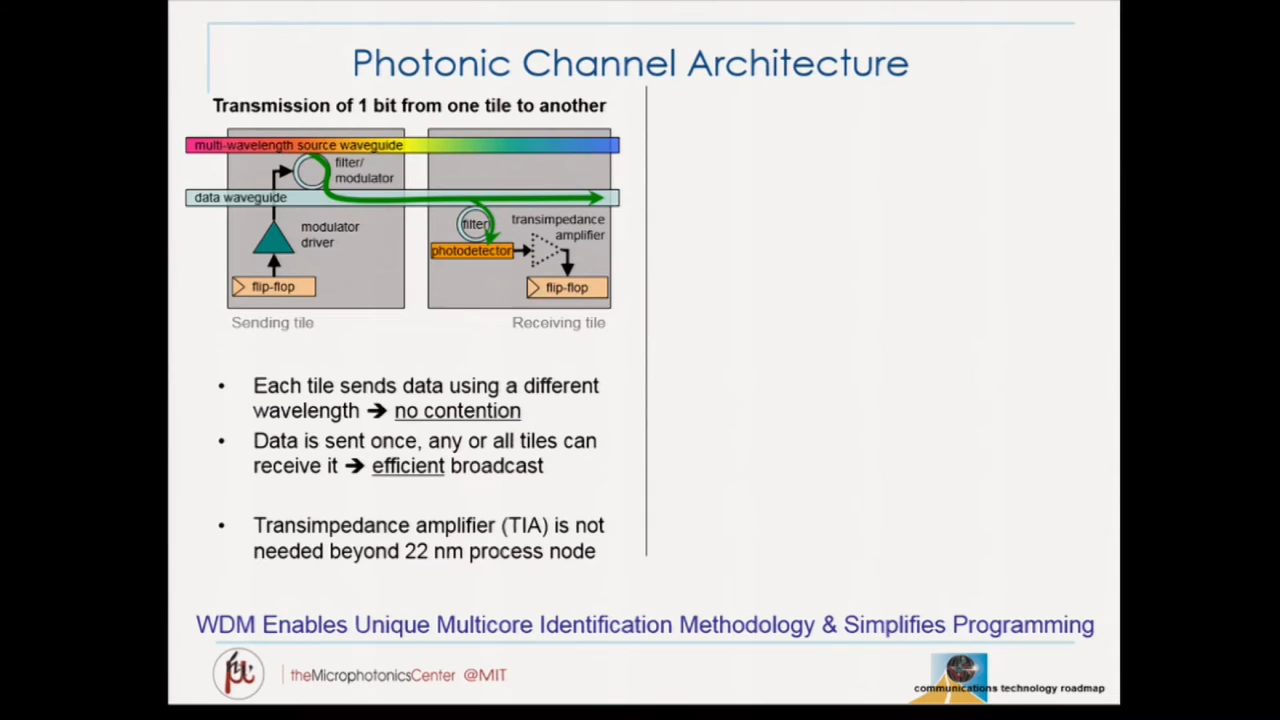 Photonic Channel Architecture
Transmission of 1 bit from one tile to another
multi-wavelength source waveguide
filter/
modulator
data waveguide
modulator
driver
flip-flop
Sending tile
filter
transimpedance
amplifier
photodetector
flip-flop
Receiving tile
• Each tile sends data using a different
wavelength ➔ no contention
• Data is sent once, any or all tiles can
receive it ➔ efficient broadcast
• Transimpedance amplifier (TIA) is not
needed beyond 22 nm process node
WDM Enables Unique Multicore Identification Methodology & Simplifies Programming
μ
theMicrophotonicsCenter @MIT
communications technology roadmap